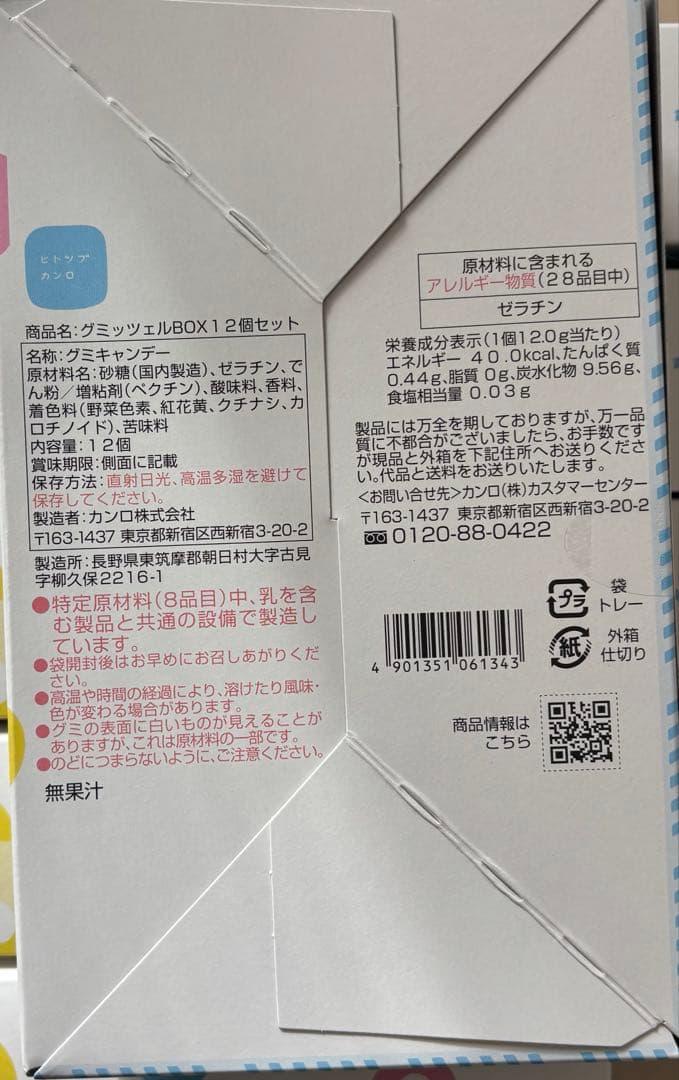 ヒトツブ
カンロ
商品名:グミッツェルBOX12個セット
名称:グミキャンデー
原材料名:砂糖(国内製造)、ゼラチン、で
ん粉/増粘剤(ペクチン)、酸味料、香料、
着色料(野菜色素、紅花黄、クチナシ、カ
ロチノイド)、苦味料
内容量:12個
賞味期限:側面に記載
保存方法:直射日光、高温多湿を避けて
保存してください。
製造者:カンロ株式会社
〒163-1437 東京都新宿区西新宿3-20-2
製造所:長野県東筑摩郡朝日村大字古見
字柳久保2216-1
●特定原材料(8品目)中、乳を含
む製品と共通の設備で製造し
ています。
●袋開封後はお早めにお召しあがりくだ
さい。
●高温や時間の経過により、溶けたり風味・
色が変わる場合があります。
●グミの表面に白いものが見えることが
ありますが、これは原材料の一部です。
●のどにつまらないように、ご注意ください。
無果汁
原材料に含まれる
アレルギー物質(28品目中)
ゼラチン
栄養成分表示(1個12.0g当たり)
エネルギー 40.0kcal、たんぱく質
0.44g、脂質 0g、炭水化物 9.56g、
食塩相当量 0.03g
製品には万全を期しておりますが、万一品
質に不都合がございましたら、お手数です
が現品と外箱を下記住所へお送りくださ
い。代品と送料をお送りいたします。
<お問い合せ先>カンロ(株)カスタマーセンター
〒163-1437 東京都新宿区西新宿3-20-2
0120-88-0422
プラ
袋
トレー
紙
外箱
仕切り
4 901351 061343
商品情報は
こちら